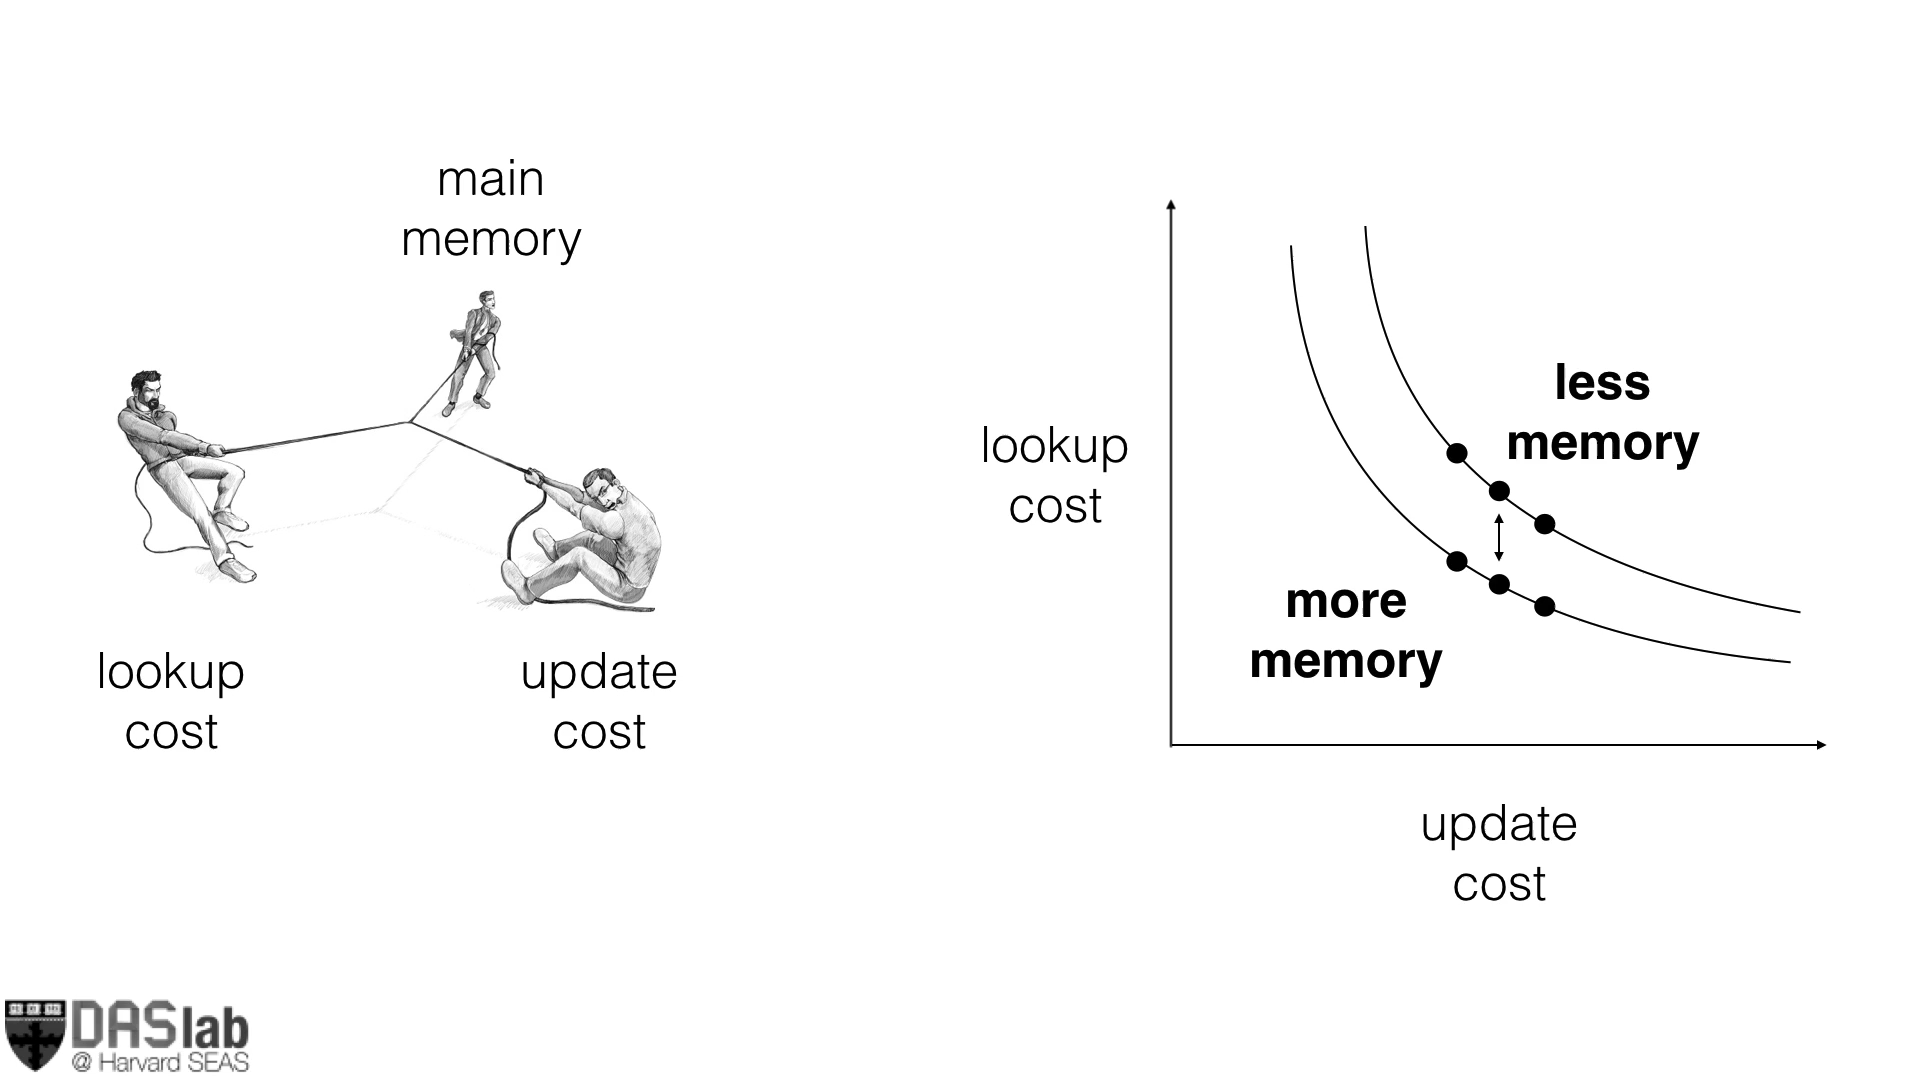 main
memory
lookup
cost
update
cost
lookup
cost
less
memory
more
memory
update
cost
DASlab
@ Harvard SEAS